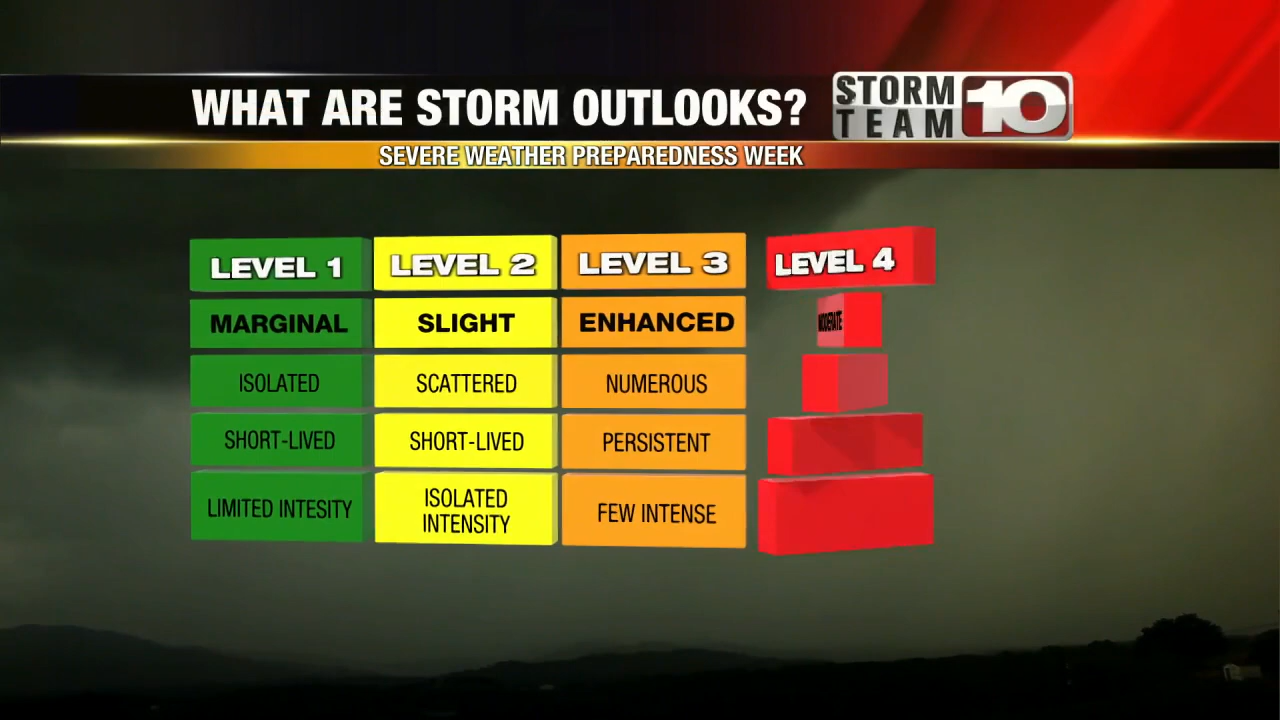 WHAT ARE STORM OUTLOOKS?
STORM
TEAM
10
SEVERE WEATHER PREPAREDNESS WEEK
LEVEL 1
LEVEL 2
LEVEL 3
LEVEL 4
MARGINAL
SLIGHT
ENHANCED
MODERATE
ISOLATED
SCATTERED
NUMEROUS
SHORT-LIVED
SHORT-LIVED
PERSISTENT
LIMITED INTESITY
ISOLATED
INTENSITY
FEW INTENSE